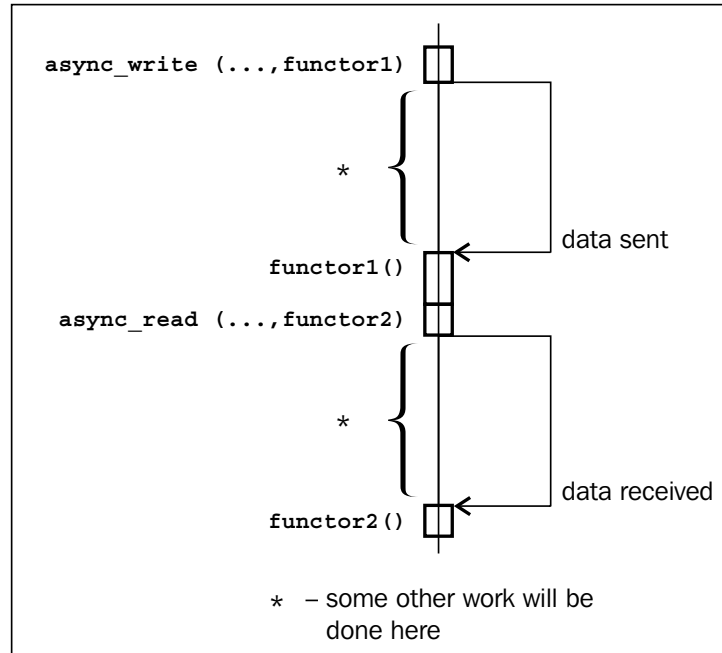 async_write (...,functor1)
*
data sent
functor1()
async_read (...,functor2)
*
data received
functor2()
* – some other work will be
done here